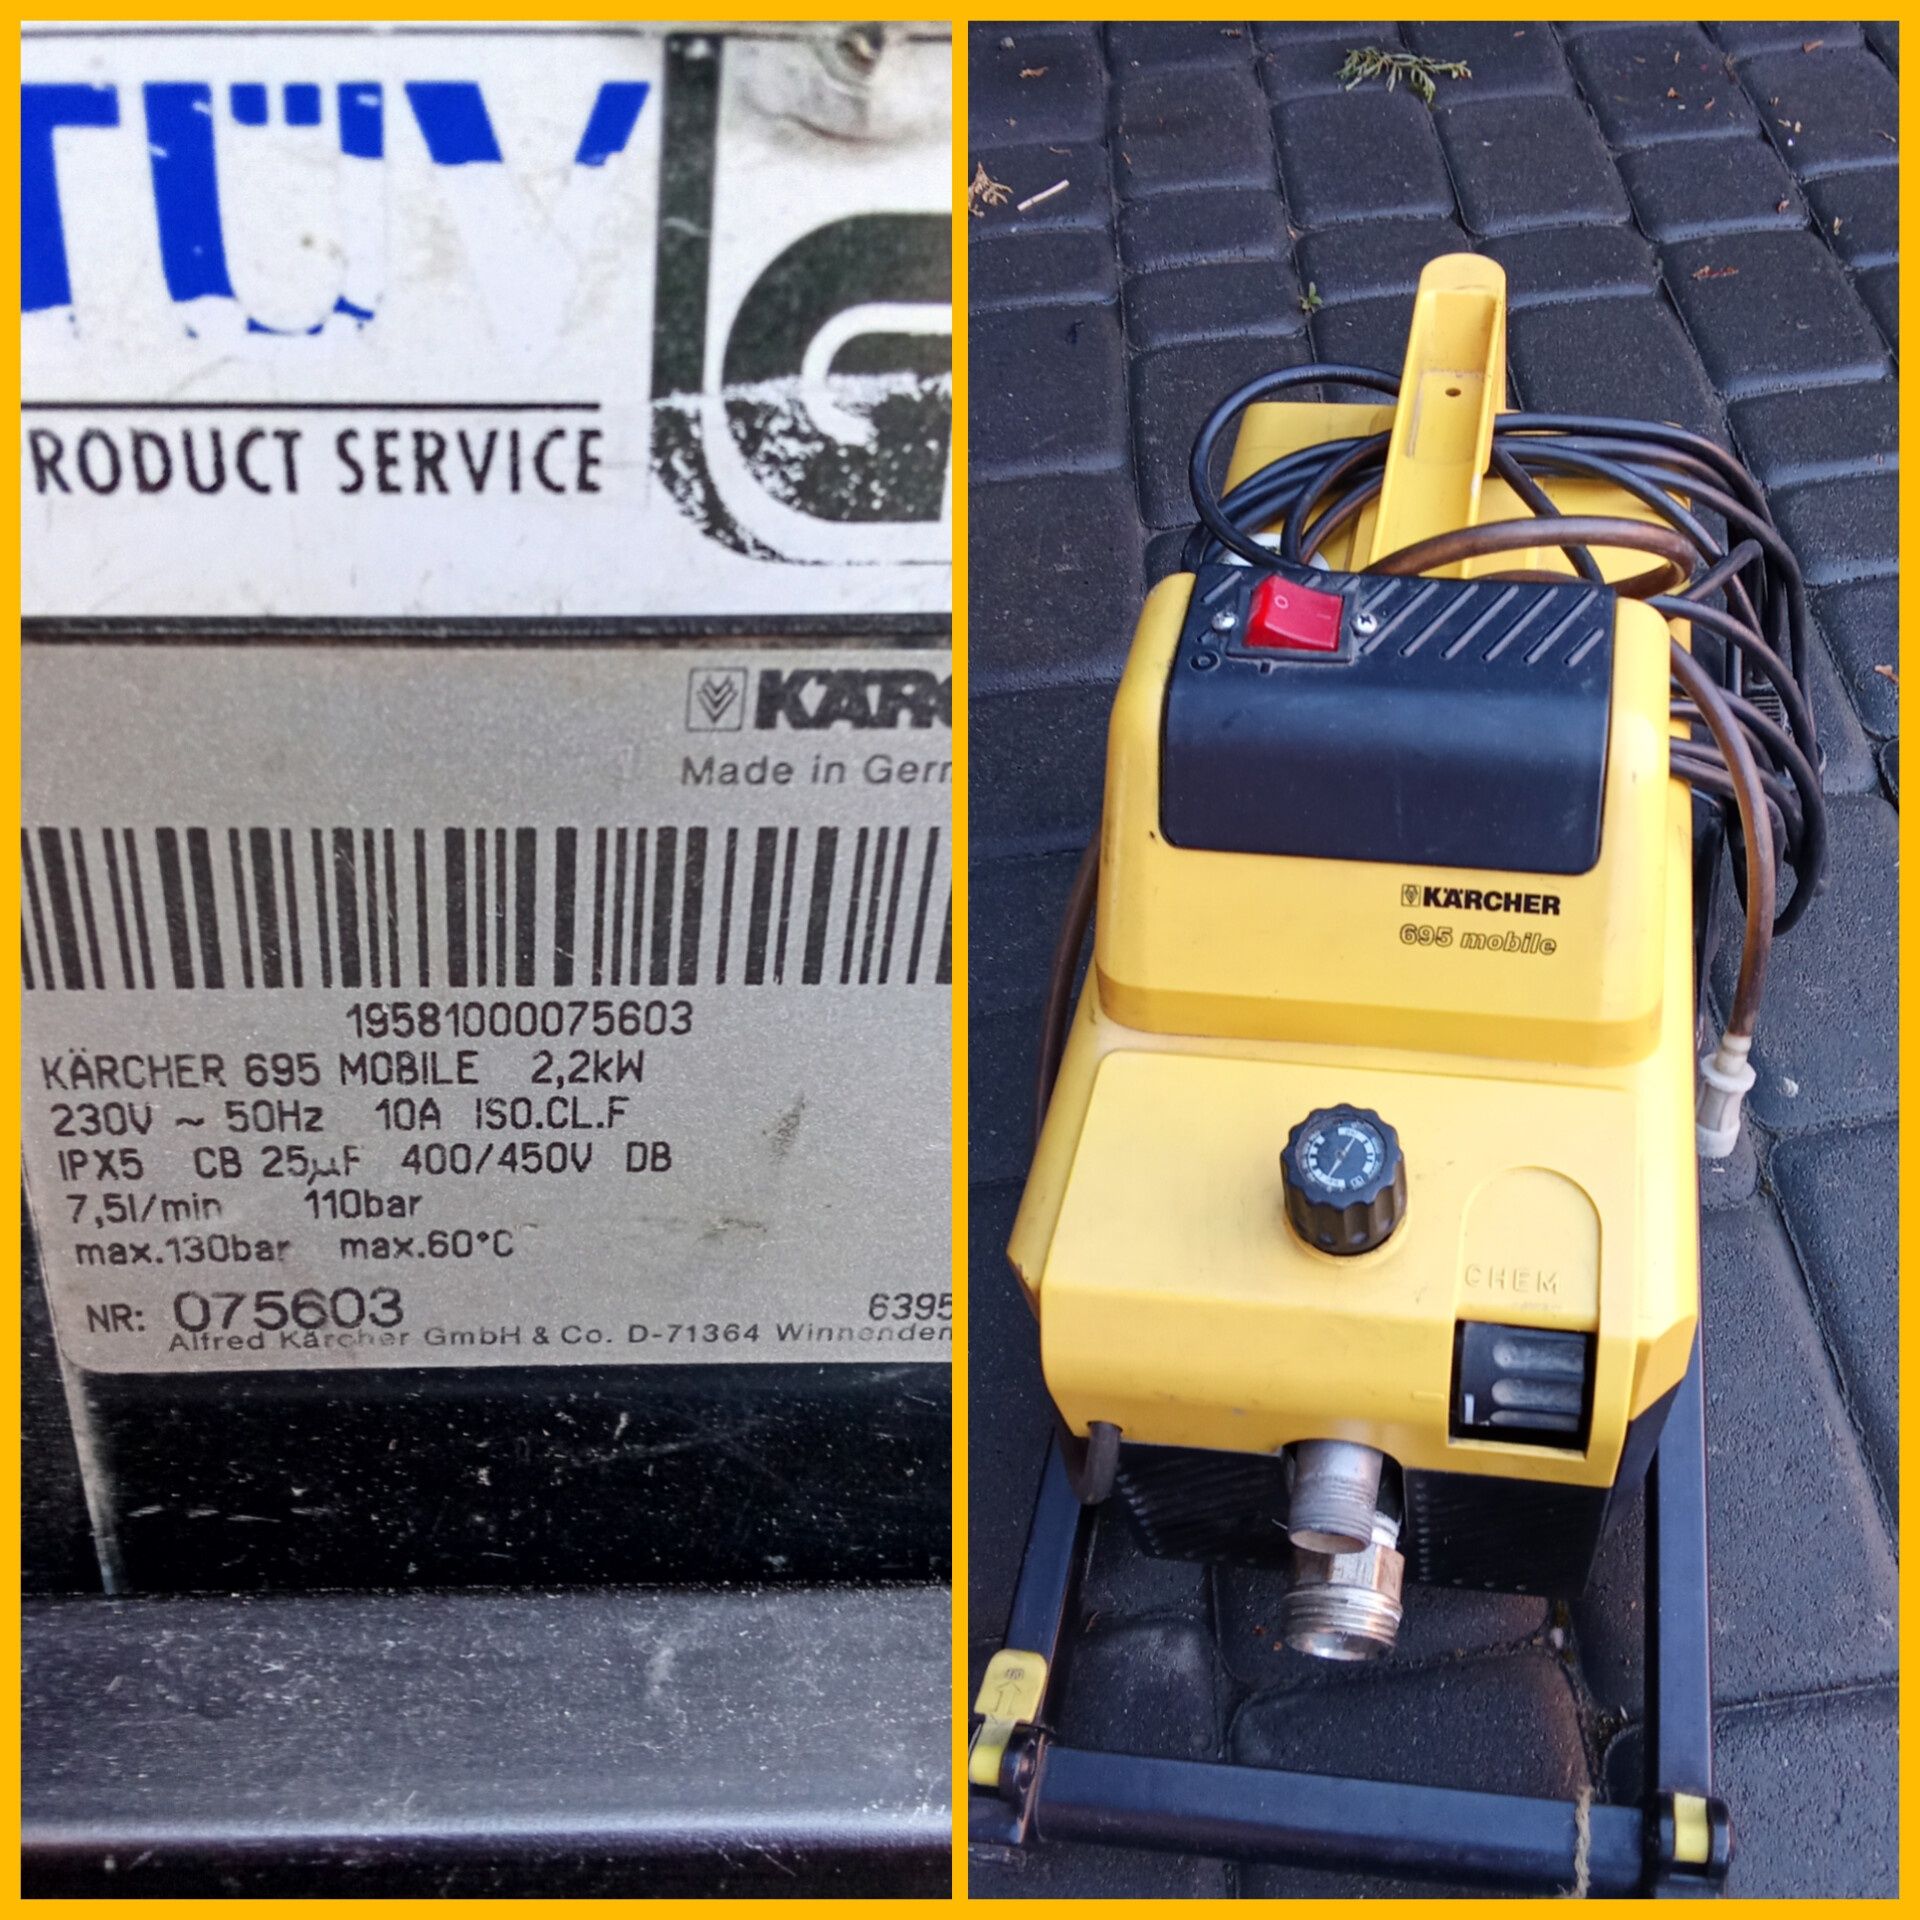 TÜV
RODUCT SERVICE
KÄRC
Made in Germ
19581000075603
KÄRCHER 695 MOBILE 2,2kW
230V ~ 50Hz 10A ISO.CL.F
IPX5 CB 25µF 400/450V DB
7,5l/min 110bar
max.130bar max.60°C
NR: 075603 6395
Alfred Kärcher GmbH & Co. D-71364 Winnenden
KÄRCHER
695 mobile
CHEM